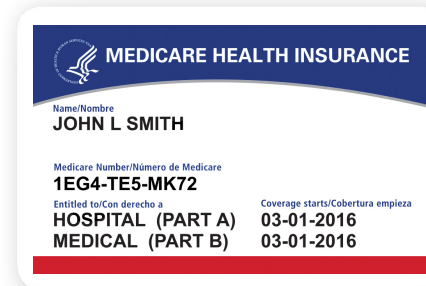 MEDICARE HEALTH INSURANCE
Name/Nombre
JOHN L SMITH
Medicare Number/Número de Medicare
1EG4-TE5-MK72
Entitled to/Con derecho a Coverage starts/Cobertura empieza
HOSPITAL (PART A) 03-01-2016
MEDICAL (PART B) 03-01-2016